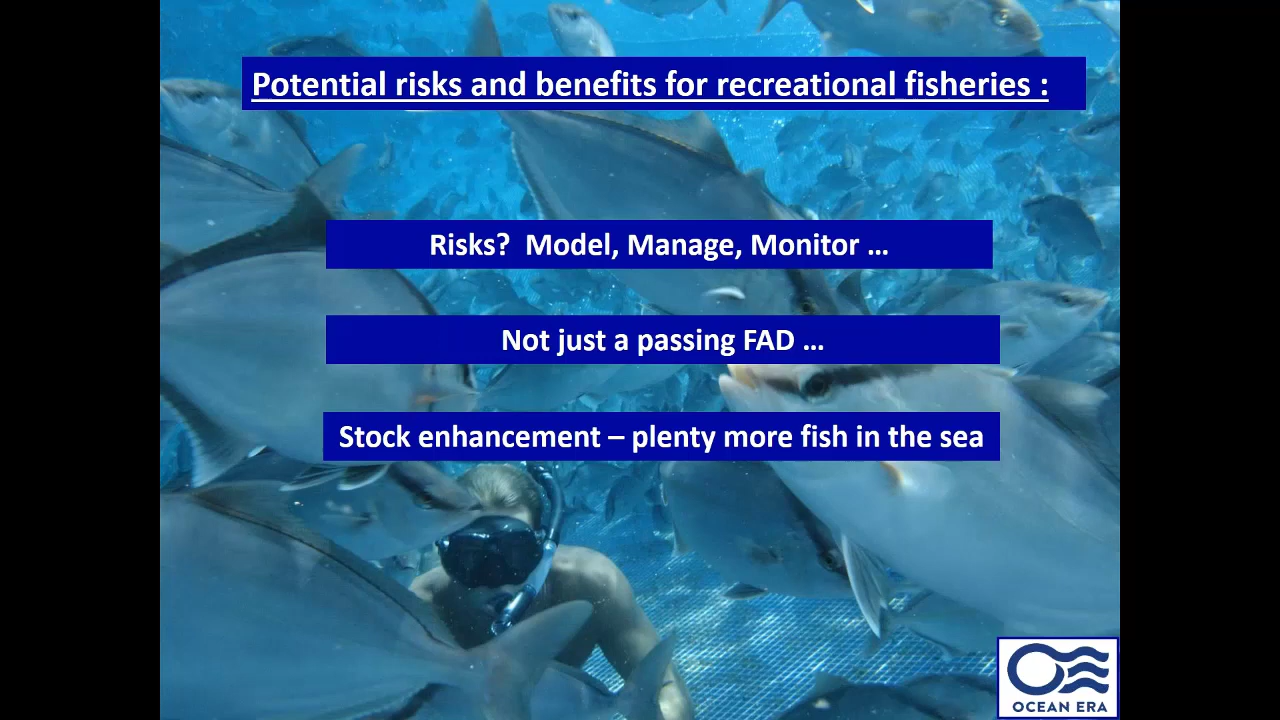 Potential risks and benefits for recreational fisheries :
Risks? Model, Manage, Monitor ...
Not just a passing FAD ...
Stock enhancement – plenty more fish in the sea
OE
OCEAN ERA